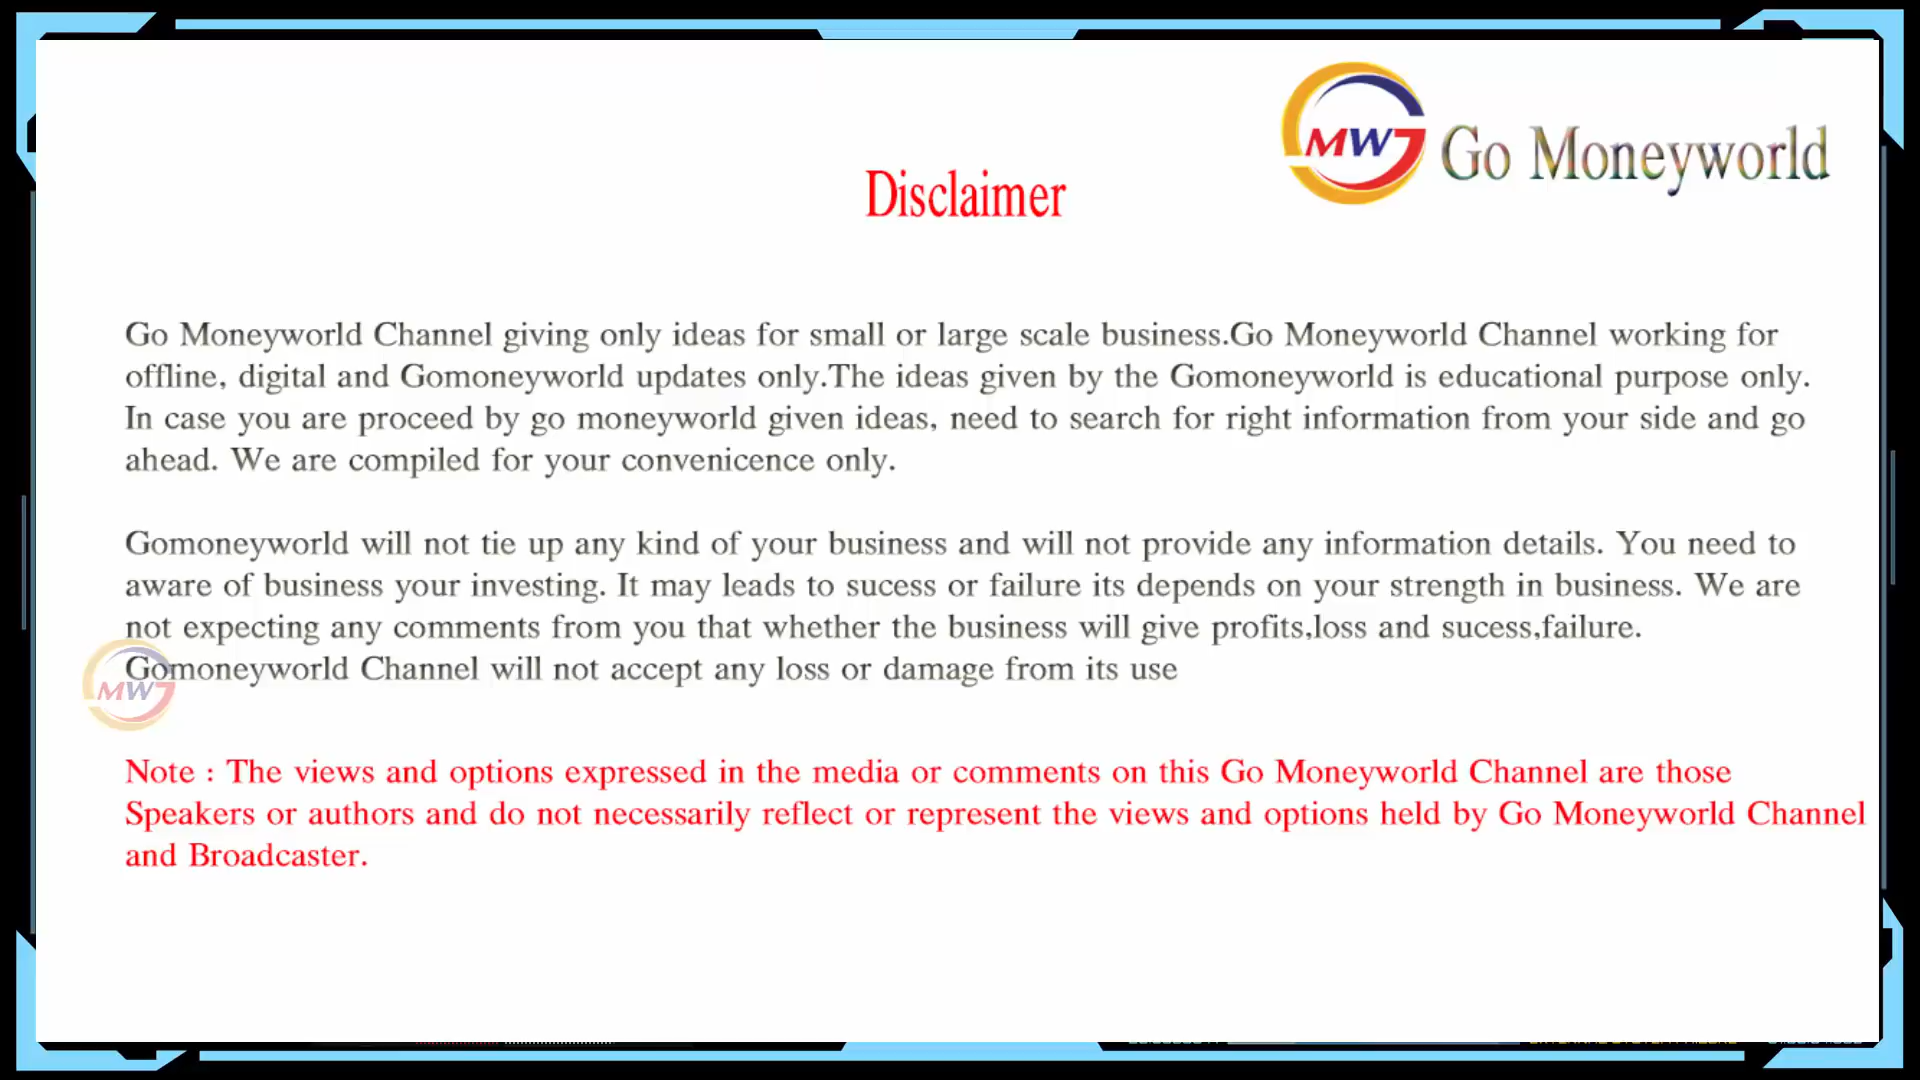 MW
Go Moneyworld
Disclaimer
Go Moneyworld Channel giving only ideas for small or large scale business.Go Moneyworld Channel working for
offline, digital and Gomoneyworld updates only.The ideas given by the Gomoneyworld is educational purpose only.
In case you are proceed by go moneyworld given ideas, need to search for right information from your side and go
ahead. We are compiled for your convenicence only.
Gomoneyworld will not tie up any kind of your business and will not provide any information details. You need to
aware of business your investing. It may leads to sucess or failure its depends on your strength in business. We are
not expecting any comments from you that whether the business will give profits,loss and sucess,failure.
Gomoneyworld Channel will not accept any loss or damage from its use
MW
Note : The views and options expressed in the media or comments on this Go Moneyworld Channel are those
Speakers or authors and do not necessarily reflect or represent the views and options held by Go Moneyworld Channel
and Broadcaster.